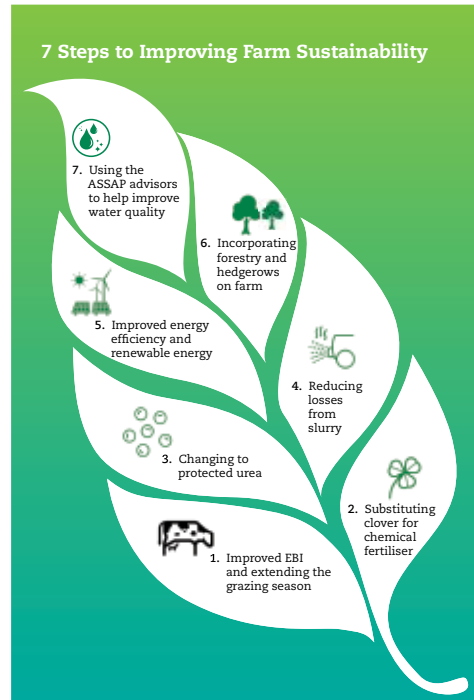 7 Steps to Improving Farm Sustainability
7. Using the
ASSAP advisors
to help improve
water quality
6. Incorporating
forestry and
hedgerows
on farm
5. Improved energy
efficiency and
renewable energy
4. Reducing
losses
from
slurry
3. Changing to
protected urea
2. Substituting
clover for
chemical
fertiliser
1. Improved EBI
and extending the
grazing season